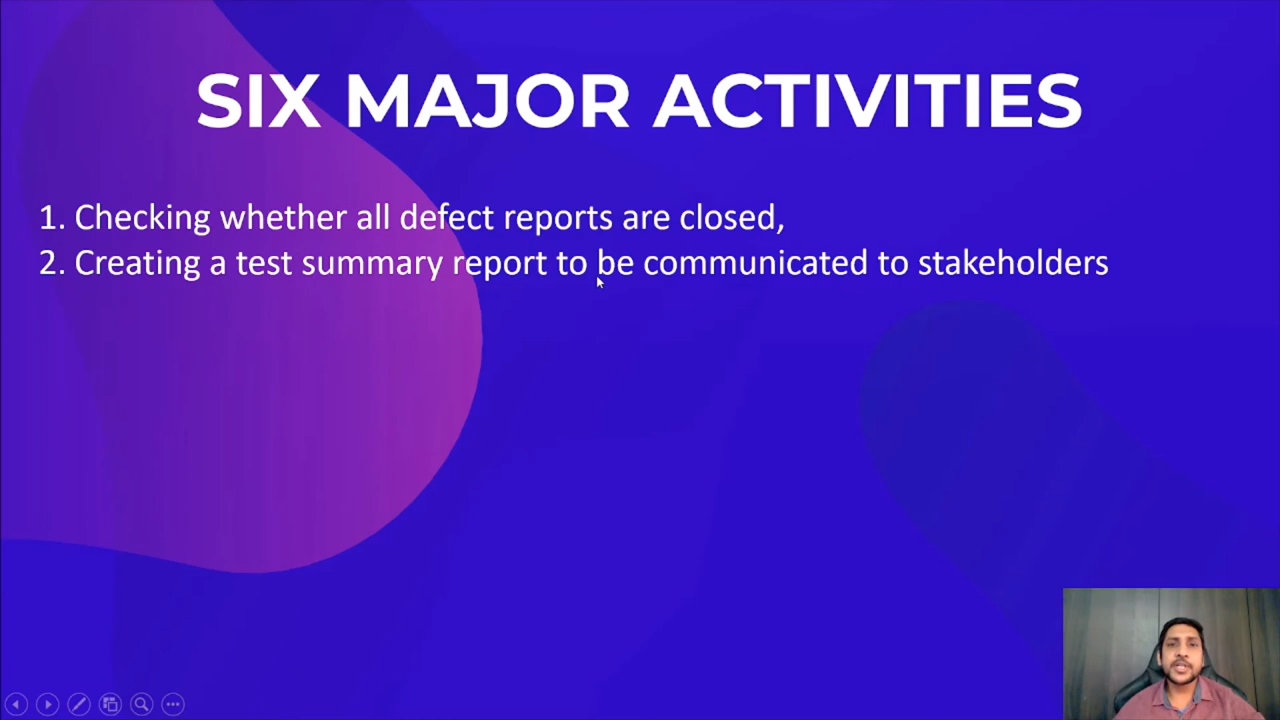 SIX MAJOR ACTIVITIES
1. Checking whether all defect reports are closed,
2. Creating a test summary report to be communicated to stakeholders